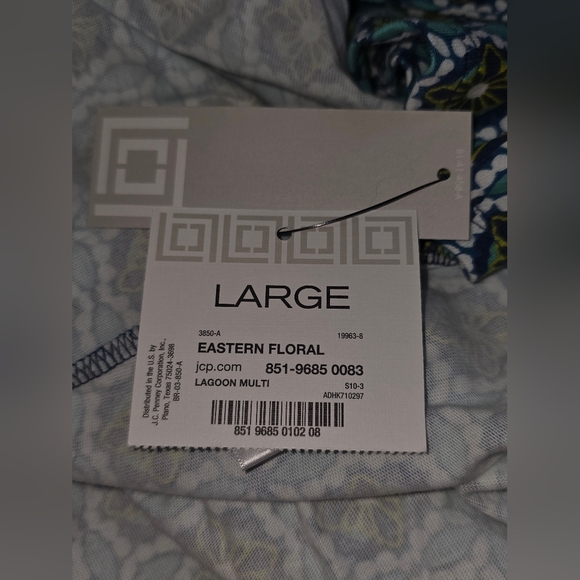 LARGE
3850-A 19963-8
EASTERN FLORAL
jcp.com 851-9685 0083
LAGOON MULTI S10-3
ADHK710297
851 9685 0102 08
Distributed in the U.S. by
J.C. Penney Corporation, Inc.,
Plano, Texas 75024-3698
BR-03-850-A